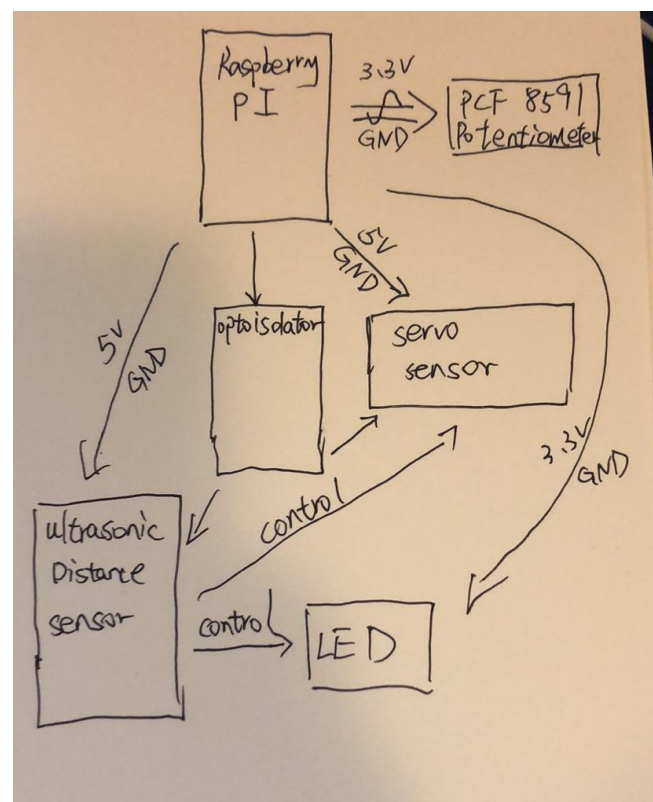 Raspberry
PI
3.3V
GND
PCF 8591
Potentiometer
5V
GND
optoisolator
servo
sensor
5V
GND
3.3V
GND
control
ultrasonic
Distance
sensor
control
LED